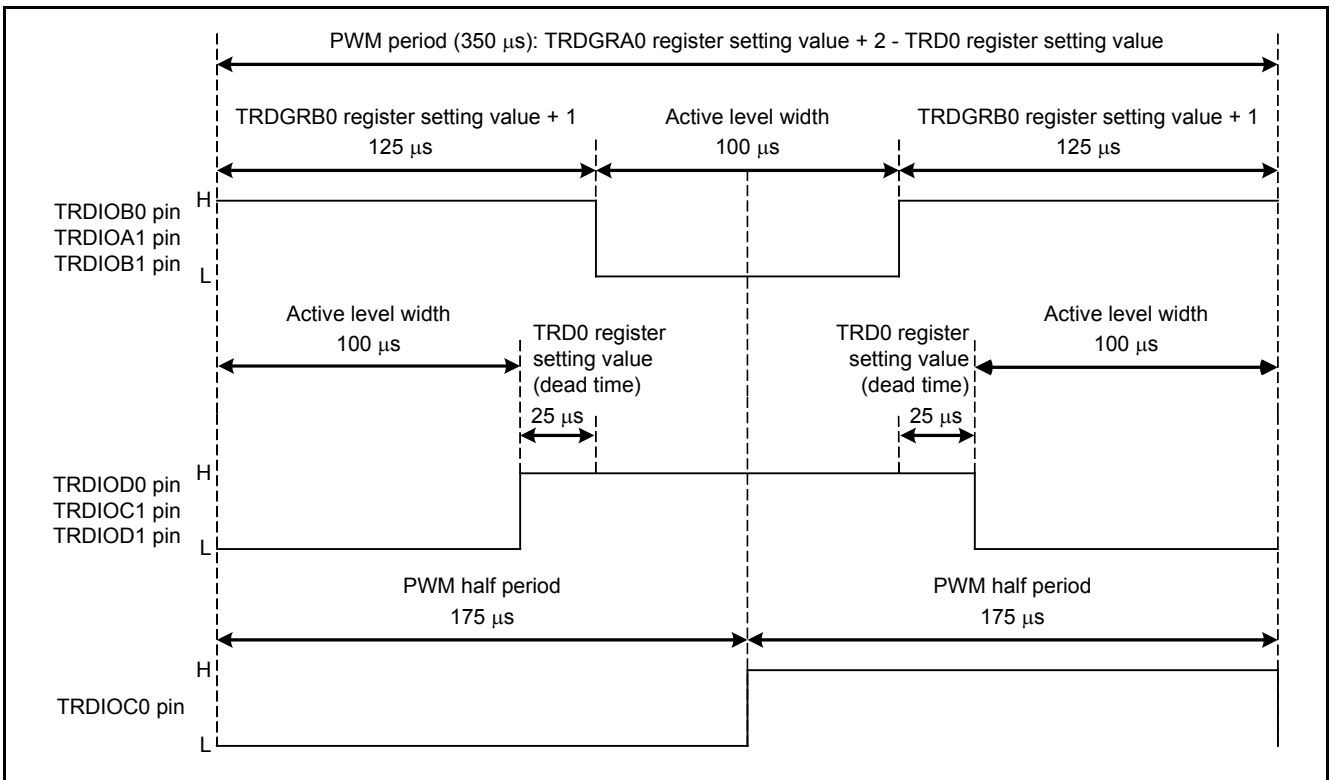 PWM period (350 μs): TRDGRA0 register setting value + 2 - TRD0 register setting value
TRDGRB0 register setting value + 1
125 μs
Active level width
100 μs
TRDGRB0 register setting value + 1
125 μs
H
TRDIOB0 pin
TRDIOA1 pin
TRDIOB1 pin
L
Active level width
100 μs
TRD0 register
setting value
(dead time)
25 μs
TRD0 register
setting value
(dead time)
25 μs
Active level width
100 μs
H
TRDIOD0 pin
TRDIOC1 pin
TRDIOD1 pin
L
PWM half period
175 μs
PWM half period
175 μs
H
TRDIOC0 pin
L